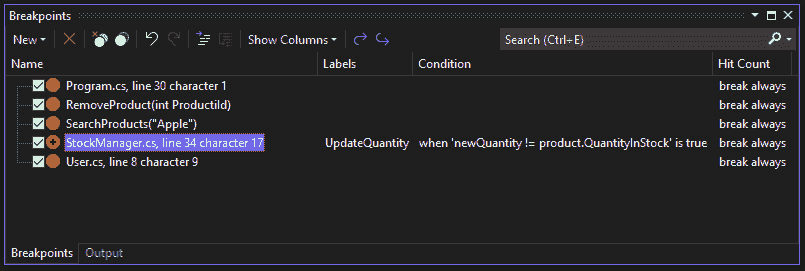 Breakpoints
New Show Columns Search (Ctrl+E)
Name Labels Condition Hit Count
Program.cs, line 30 character 1 break always
RemoveProduct(int ProductId) break always
SearchProducts("Apple") break always
StockManager.cs, line 34 character 17 UpdateQuantity when 'newQuantity != product.QuantityInStock' is true break always
User.cs, line 8 character 9 break always
Breakpoints Output